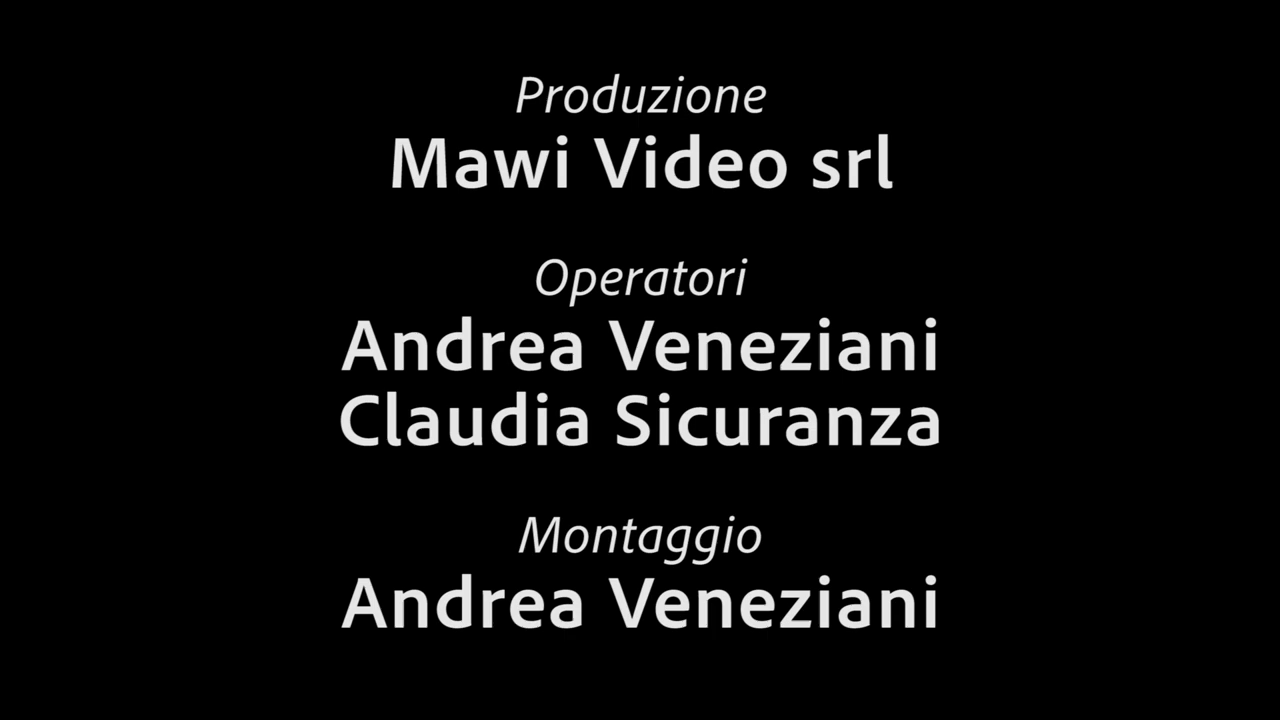 Produzione
Mawi Video srl
Operatori
Andrea Veneziani
Claudia Sicuranza
Montaggio
Andrea Veneziani